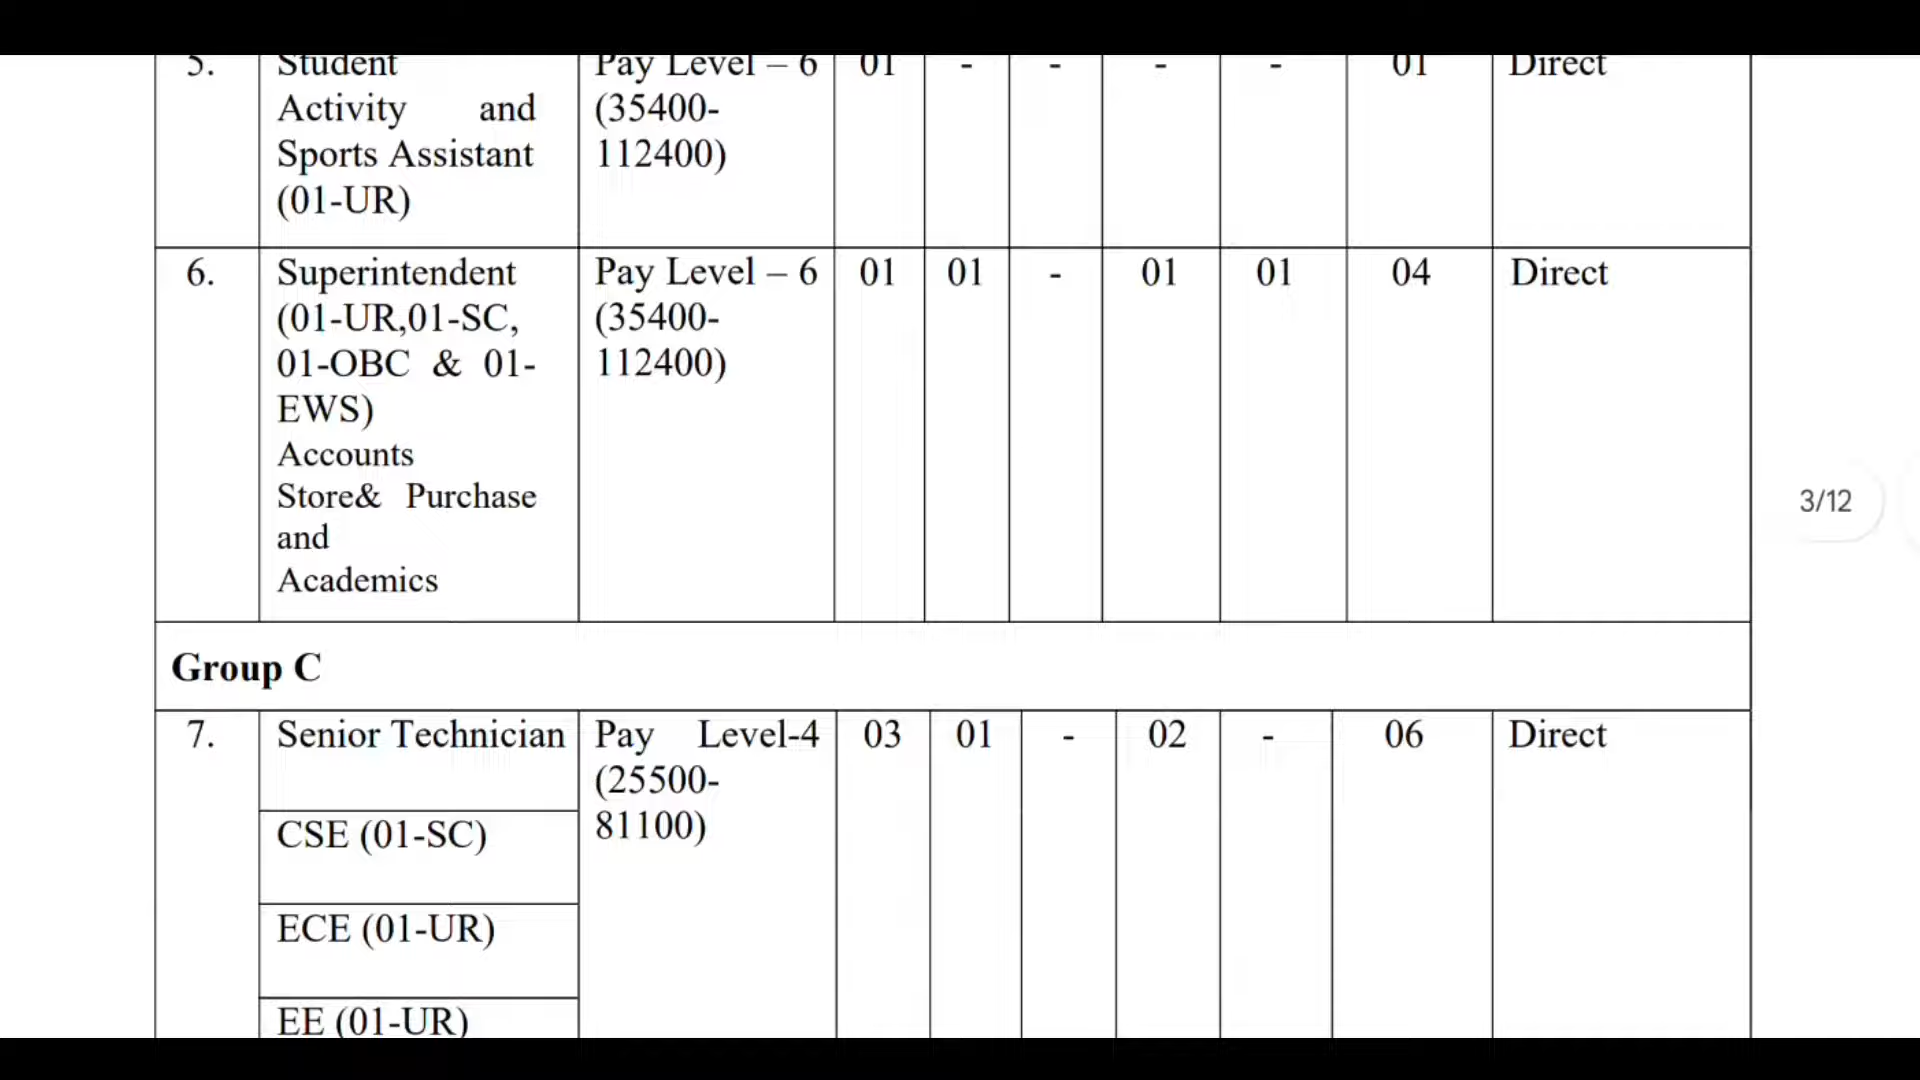 5. Student Pay Level – 6 01 - - - - 01 Direct
Activity and (35400-
Sports Assistant 112400)
(01-UR)
6. Superintendent Pay Level – 6 01 01 - 01 01 04 Direct
(01-UR,01-SC, (35400-
01-OBC & 01- 112400)
EWS)
Accounts
Store& Purchase
and
Academics
Group C
7. Senior Technician Pay Level-4 03 01 - 02 - 06 Direct
(25500-
CSE (01-SC) 81100)
ECE (01-UR)
EE (01-UR)
3/12